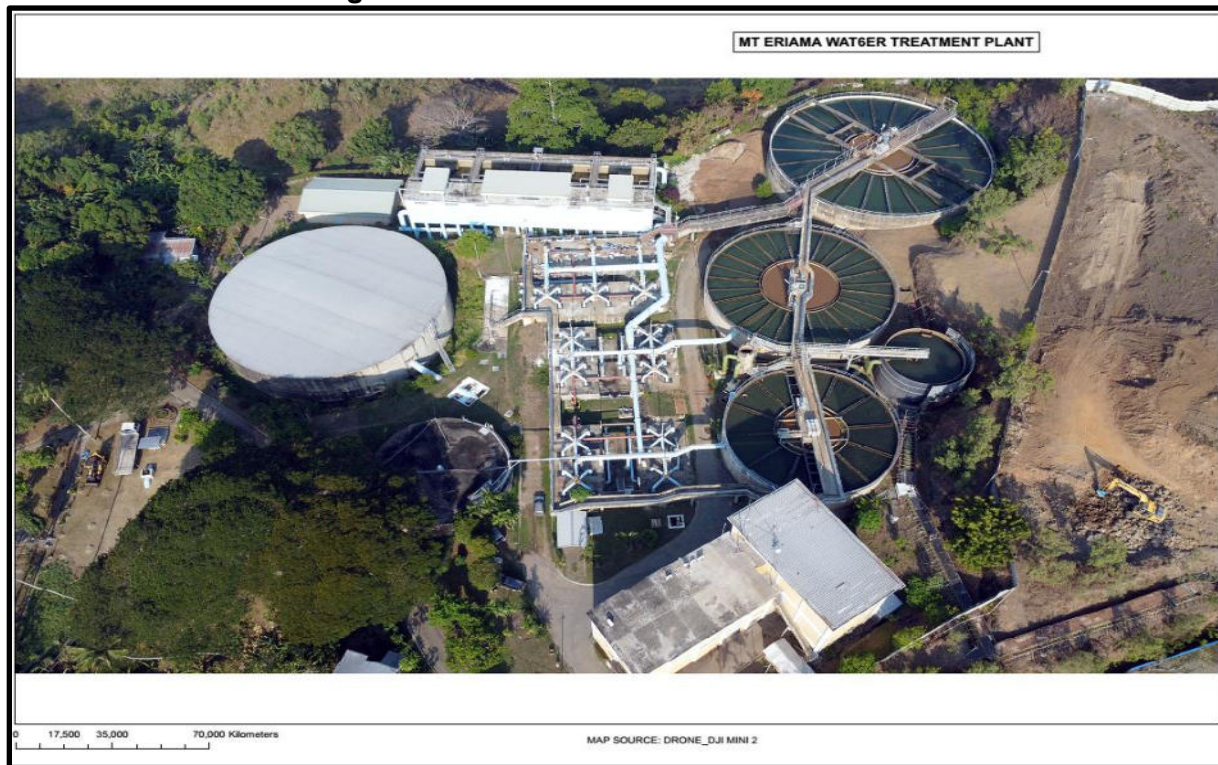 MT ERIAMA WAT6ER TREATMENT PLANT
0 17,500 35,000 70,000 Kilometers
MAP SOURCE: DRONE_DJI MINI 2